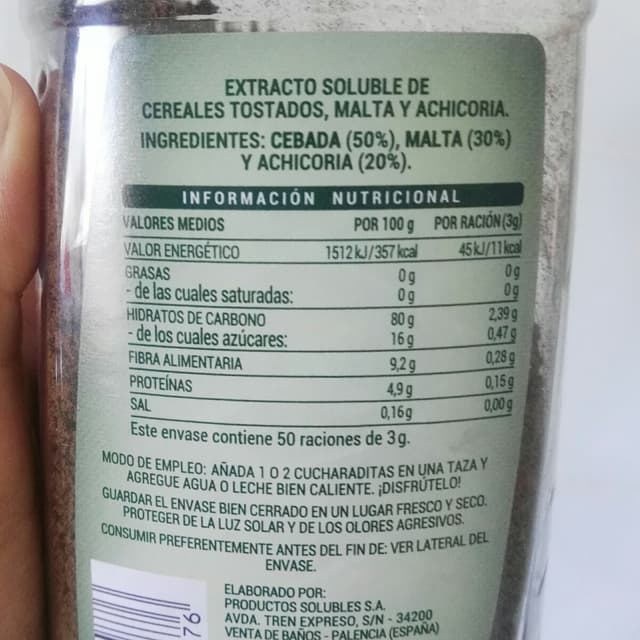 EXTRACTO SOLUBLE DE
CEREALES TOSTADOS, MALTA Y ACHICORIA.
INGREDIENTES: CEBADA (50%), MALTA (30%)
Y ACHICORIA (20%).
INFORMACIÓN NUTRICIONAL
VALORES MEDIOS POR 100 g POR RACIÓN (3g)
VALOR ENERGÉTICO 1512 kJ/357 kcal 45 kJ/11 kcal
GRASAS 0 g 0g
- de las cuales saturadas: 0 g 0g
HIDRATOS DE CARBONO 80 g 2,39 g
- de los cuales azúcares: 16 g 0,47 g
FIBRA ALIMENTARIA 9,2 g 0,28 g
PROTEÍNAS 4,9 g 0,15 g
SAL 0,16 g 0,00 g
Este envase contiene 50 raciones de 3 g.
MODO DE EMPLEO: AÑADA 1 O 2 CUCHARADITAS EN UNA TAZA Y
AGREGUE AGUA O LECHE BIEN CALIENTE. ¡DISFRÚTELO!
GUARDAR EL ENVASE BIEN CERRADO EN UN LUGAR FRESCO Y SECO.
PROTEGER DE LA LUZ SOLAR Y DE LOS OLORES AGRESIVOS.
CONSUMIR PREFERENTEMENTE ANTES DEL FIN DE: VER LATERAL DEL
ENVASE.
ELABORADO POR:
PRODUCTOS SOLUBLES S.A.
AVDA. TREN EXPRESO, S/N - 34200
VENTA DE BAÑOS - PALENCIA (ESPAÑA)
76